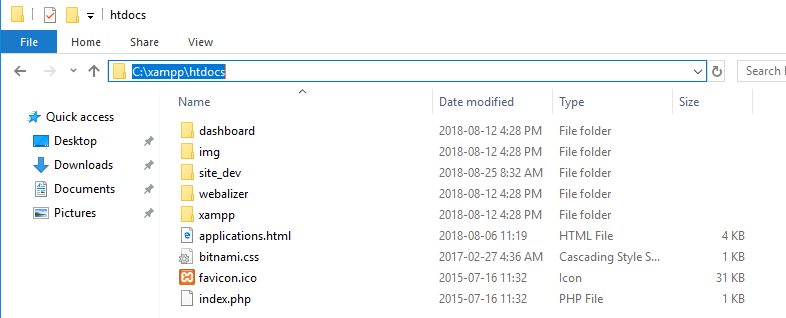 htdocs
File Home Share View
C:\xampp\htdocs Search h
Name Date modified Type Size
Quick access
Desktop
Downloads
Documents
Pictures
dashboard 2018-08-12 4:28 PM File folder
img 2018-08-12 4:28 PM File folder
site_dev 2018-08-25 8:32 AM File folder
webalizer 2018-08-12 4:28 PM File folder
xampp 2018-08-12 4:28 PM File folder
applications.html 2018-08-06 11:19 HTML File 4 KB
bitnami.css 2017-02-27 4:36 AM Cascading Style S... 1 KB
favicon.ico 2015-07-16 11:32 Icon 31 KB
index.php 2015-07-16 11:32 PHP File 1 KB